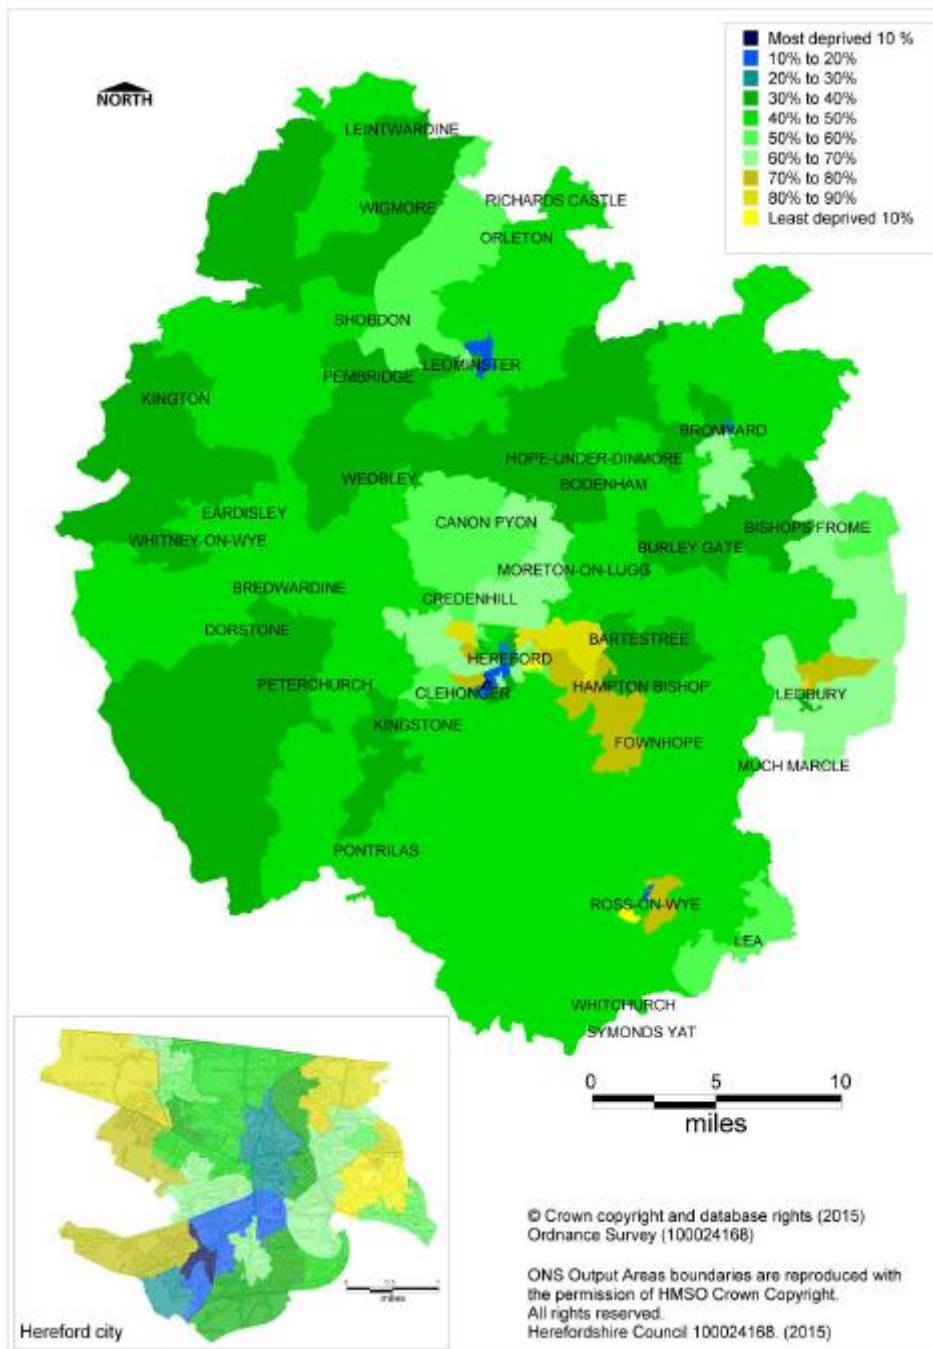 Most deprived 10 %
10% to 20%
20% to 30%
30% to 40%
40% to 50%
50% to 60%
60% to 70%
70% to 80%
80% to 90%
Least deprived 10%
NORTH
LEINTWARDINE
WIGMORE
RICHARDS CASTLE
ORLETON
SHOBDON
LEOMINSTER
PEMBRIDGE
KINGTON
BROMYARD
HOPE-UNDER-DINMORE
WEOBLEY
BODENHAM
EARDISLEY
CANON PYON
BISHOPS FROME
WHITNEY-ON-WYE
BURLEY GATE
MORETON-ON-LUGG
BREDWARDINE
CREDENHILL
DORSTONE
BARTESTREE
HEREFORD
PETERCHURCH
CLEHONGER
HAMPTON BISHOP
LEDBURY
KINGSTONE
FOWNHOPE
MUCH MARCLE
PONTRILAS
ROSS-ON-WYE
LEA
WHITCHURCH
SYMONDS YAT
0 5 10
miles
miles
Hereford city
© Crown copyright and database rights (2015)
Ordnance Survey (100024168)
ONS Output Areas boundaries are reproduced with
the permission of HMSO Crown Copyright.
All rights reserved.
Herefordshire Council 100024168. (2015)